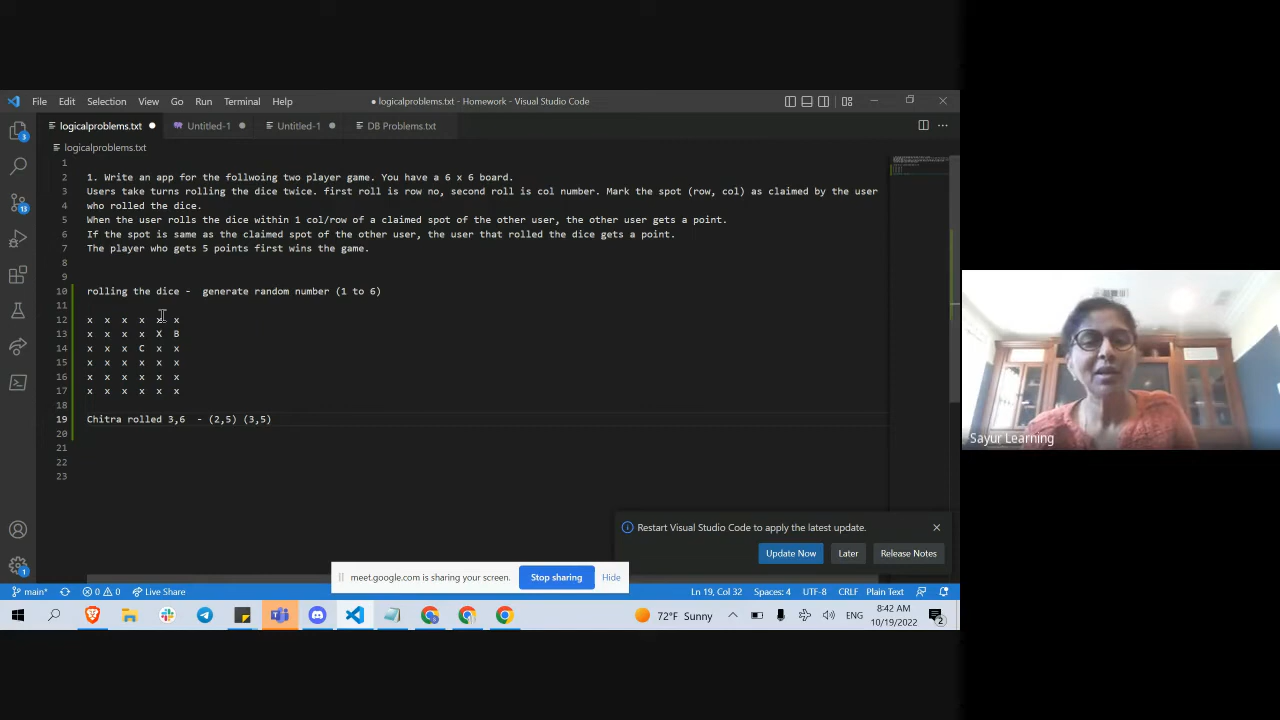 File Edit Selection View Go Run Terminal Help
● logicalproblems.txt - Homework - Visual Studio Code
logicalproblems.txt ● Untitled-1 ● Untitled-1 ● DB Problems.txt
logicalproblems.txt
1
2 1. Write an app for the follwoing two player game. You have a 6 x 6 board.
3 Users take turns rolling the dice twice. first roll is row no, second roll is col number. Mark the spot (row, col) as claimed by the user
4 who rolled the dice.
5 When the user rolls the dice within 1 col/row of a claimed spot of the other user, the other user gets a point.
6 If the spot is same as the claimed spot of the other user, the user that rolled the dice gets a point.
7 The player who gets 5 points first wins the game.
8
9
10 rolling the dice - generate random number (1 to 6)
11
12 x x x x x x
13 x x x x X B
14 x x x C x x
15 x x x x x x
16 x x x x x x
17 x x x x x x
18
19 Chitra rolled 3,6 - (2,5) (3,5)
20
21
22
23
3
13
1
Sayur Learning
Restart Visual Studio Code to apply the latest update.
Update Now Later Release Notes
meet.google.com is sharing your screen. Stop sharing Hide
main* 0 0 Live Share
Ln 19, Col 32 Spaces: 4 UTF-8 CRLF Plain Text
72°F Sunny
ENG
8:42 AM
10/19/2022
2